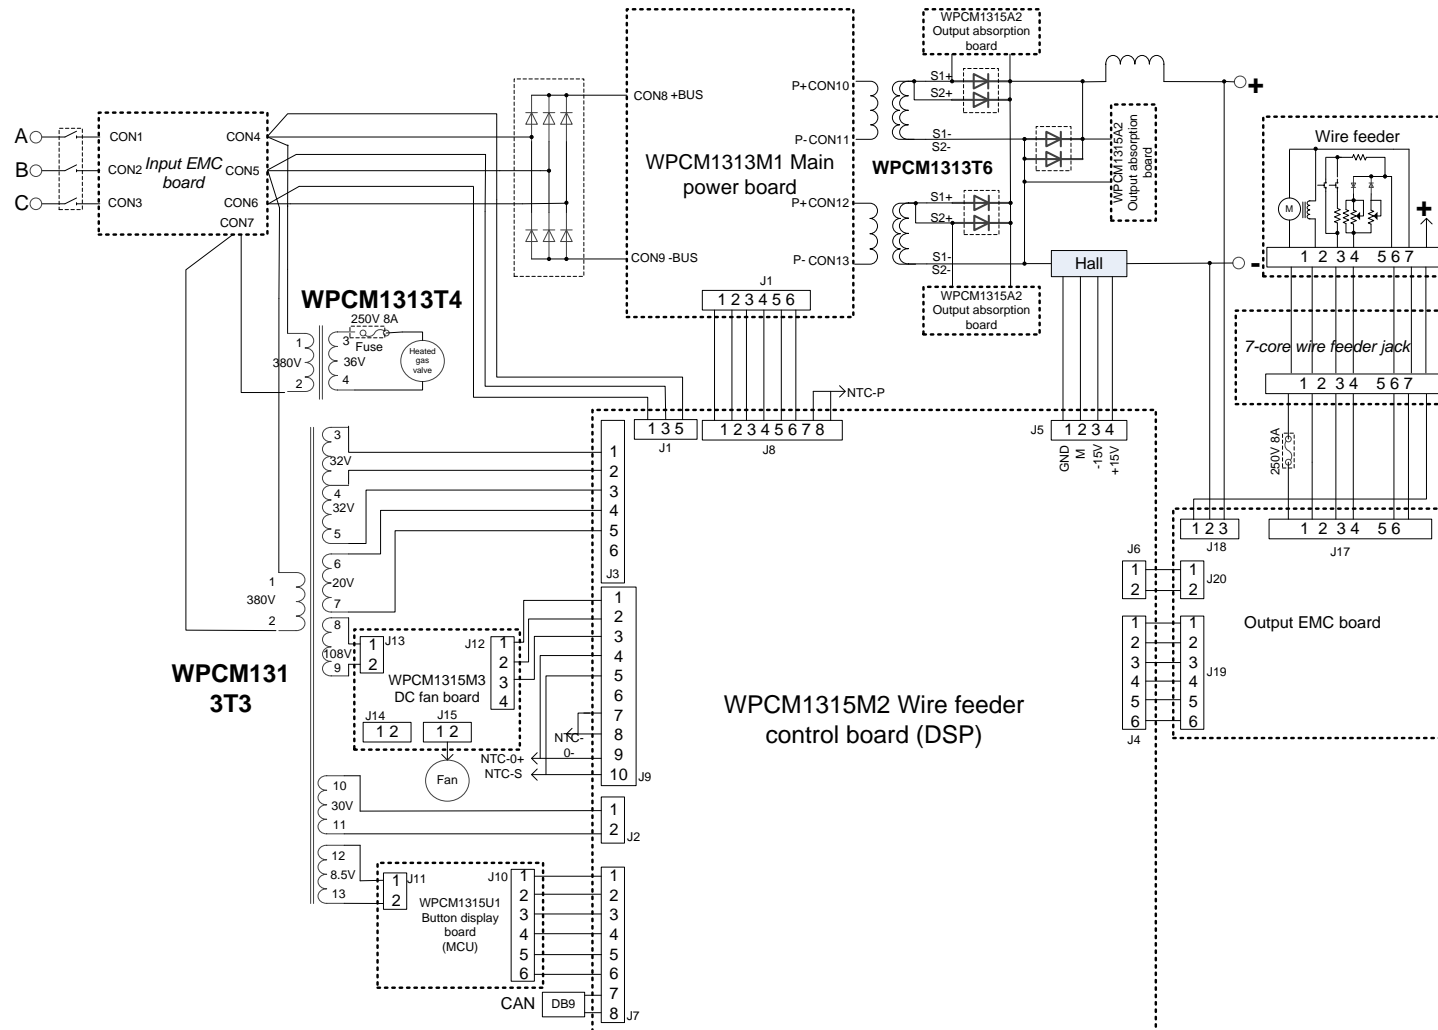 WPCM1315A2
Output absorption
board
CON8 +BUS
P+CON10
S1+
S2+
+
A
B
C
CON1
CON2
CON3
Input EMC
board
CON4
CON5
CON6
CON7
WPCM1313M1 Main
power board
P-CON11
S1-
S2-
WPCM1313T6
WPCM1315A2
Output absorption
board
Wire feeder
M
+
1 2 3 4 5 6 7
P+CON12
S1+
S2+
CON9 -BUS
P- CON13
S1-
S2-
Hall
-
WPCM1315A2
Output absorption
board
J1
1 2 3 4 5 6
WPCM1313T4
250V 8A
Fuse
1
380V
2
3
36V
4
Heated
gas
valve
7-core wire feeder jack
1 2 3 4 5 6 7
NTC-P
1 3 5
J1
1 2 3 4 5 6 7 8
J8
J5
1 2 3 4
GND
M
-15V
+15V
250V 8A
3
32V
4
32V
5
6
20V
7
8
108V
9
10
30V
11
12
8.5V
13
1
380V
2
WPCM131
3T3
1
2
3
4
5
6
J3
1 2 3
J18
1 2 3 4 5 6
J17
J6
1
2
1
2
J20
Output EMC board
1
2
3
4
5
6
J4
1
2
3
4
5
6
J19
J13
1
2
J12
1
2
3
4
WPCM1315M3
DC fan board
J14
1 2
J15
1 2
Fan
1
2
3
4
5
6
7
8
9
10
J9
NTC-
0-
NTC-0+
NTC-S
WPCM1315M2 Wire feeder
control board (DSP)
1
2
J2
J11
1
2
J10
1
2
3
4
5
6
WPCM1315U1
Button display
board
(MCU)
1
2
3
4
5
6
7
8
J7
CAN
DB9